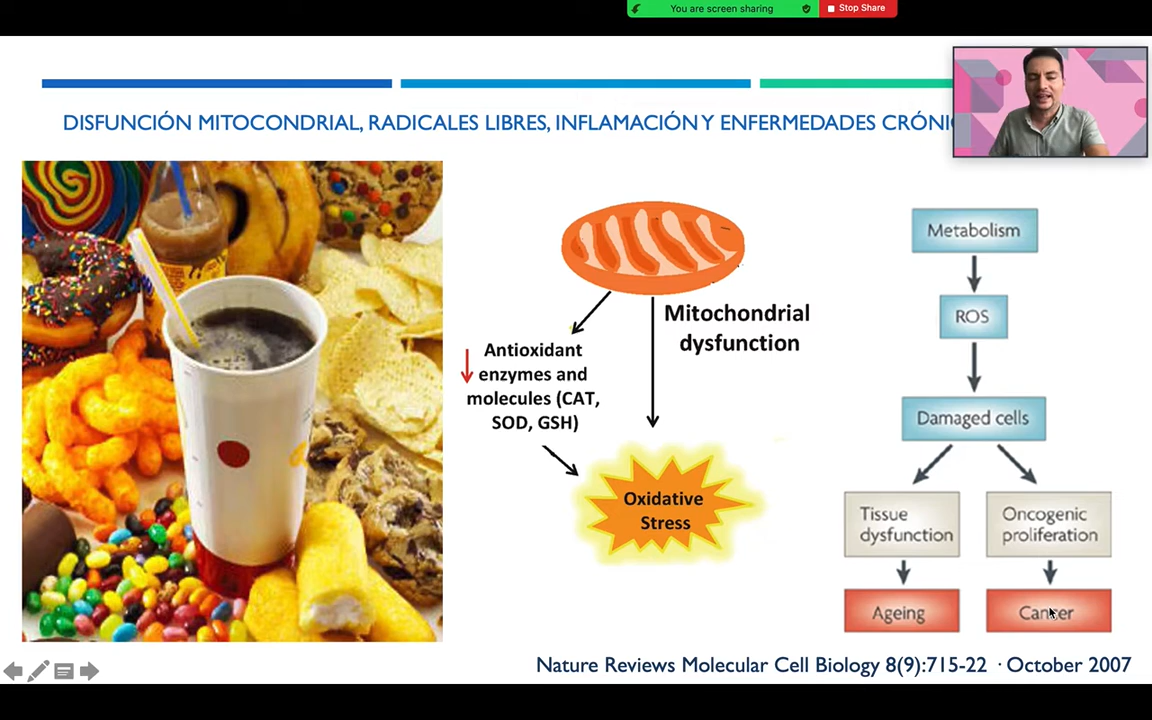 You are screen sharing
Stop Share
DISFUNCIÓN MITOCONDRIAL, RADICALES LIBRES, INFLAMACIÓN Y ENFERMEDADES CRÓNI
Mitochondrial
dysfunction
Antioxidant
enzymes and
molecules (CAT,
SOD, GSH)
Oxidative
Stress
Metabolism
ROS
Damaged cells
Tissue
dysfunction
Oncogenic
proliferation
Ageing
Cancer
Nature Reviews Molecular Cell Biology 8(9):715-22 · October 2007